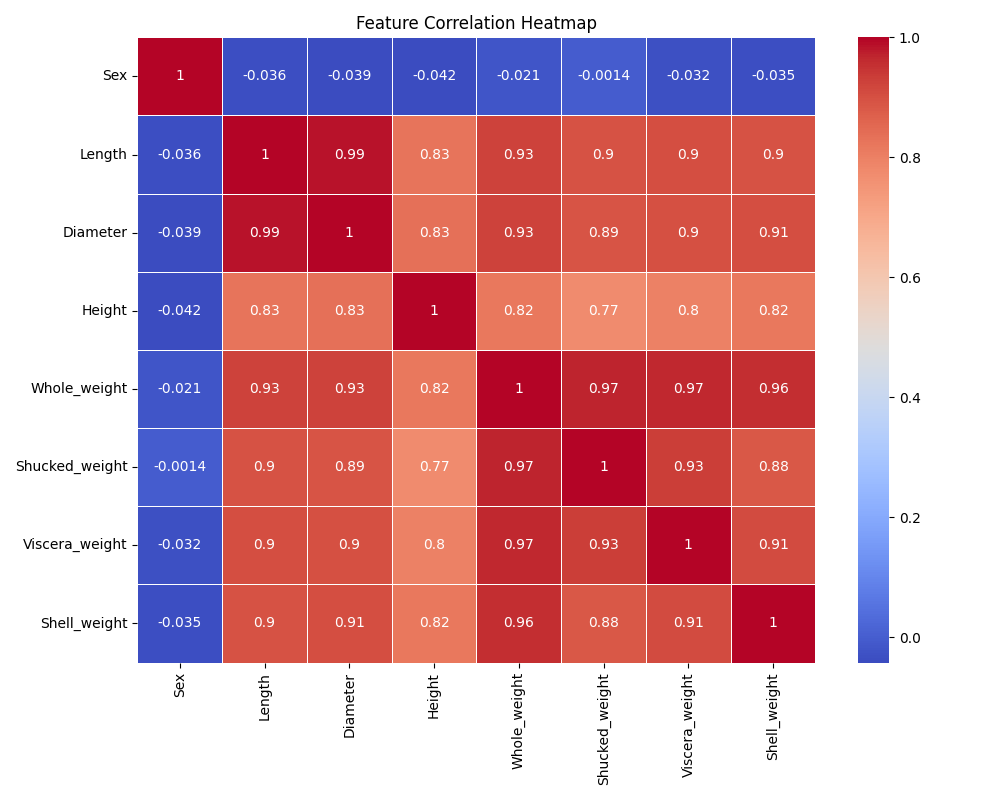 Feature Correlation Heatmap
Sex 1 -0.036 -0.039 -0.042 -0.021 -0.0014 -0.032 -0.035
Length -0.036 1 0.99 0.83 0.93 0.9 0.9 0.9
Diameter -0.039 0.99 1 0.83 0.93 0.89 0.9 0.91
Height -0.042 0.83 0.83 1 0.82 0.77 0.8 0.82
Whole_weight -0.021 0.93 0.93 0.82 1 0.97 0.97 0.96
Shucked_weight -0.0014 0.9 0.89 0.77 0.97 1 0.93 0.88
Viscera_weight -0.032 0.9 0.9 0.8 0.97 0.93 1 0.91
Shell_weight -0.035 0.9 0.91 0.82 0.96 0.88 0.91 1
Sex Length Diameter Height Whole_weight Shucked_weight Viscera_weight Shell_weight
1.0
0.8
0.6
0.4
0.2
0.0